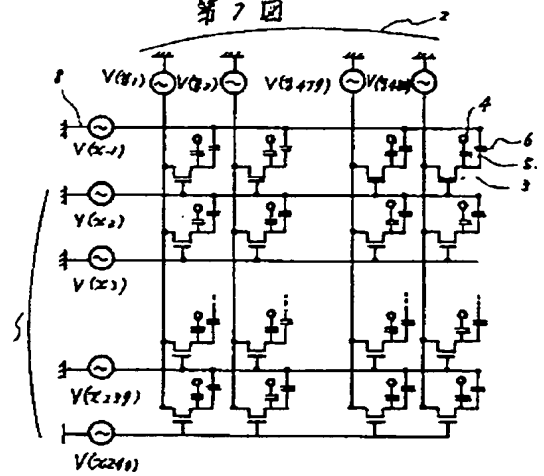 第7図
2
V(y1) V(y2) V(y479) V(y480)
8
V(x1)
4
6
5
3
V(x2)
V(x3)
V(x239)
V(x240)